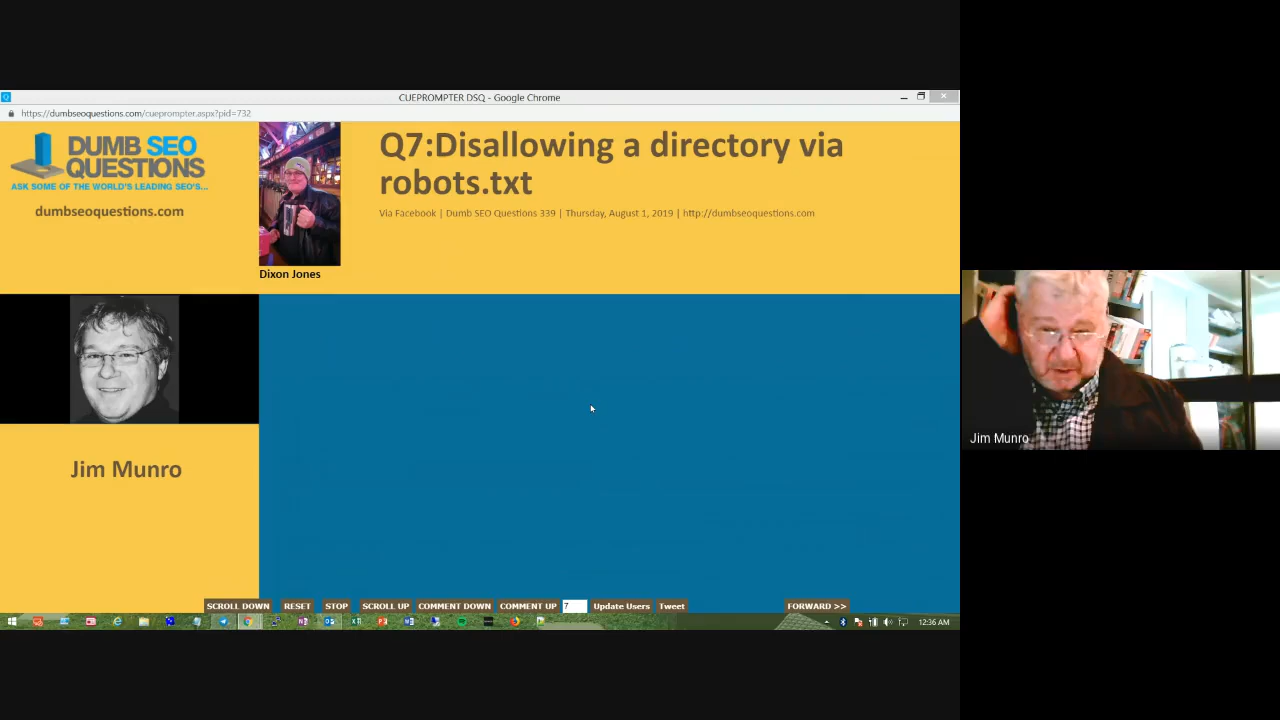 CUEPROMPTER DSQ - Google Chrome
https://dumbseoquestions.com/cueprompter.aspx?pid=732
DUMB SEO
QUESTIONS
ASK SOME OF THE WORLD'S LEADING SEO'S...
dumbseoquestions.com
Dixon Jones
Q7:Disallowing a directory via
robots.txt
Via Facebook | Dumb SEO Questions 339 | Thursday, August 1, 2019 | http://dumbseoquestions.com
Jim Munro
Jim Munro
SCROLL DOWN RESET STOP SCROLL UP COMMENT DOWN COMMENT UP 7 Update Users Tweet FORWARD >>
12:36 AM